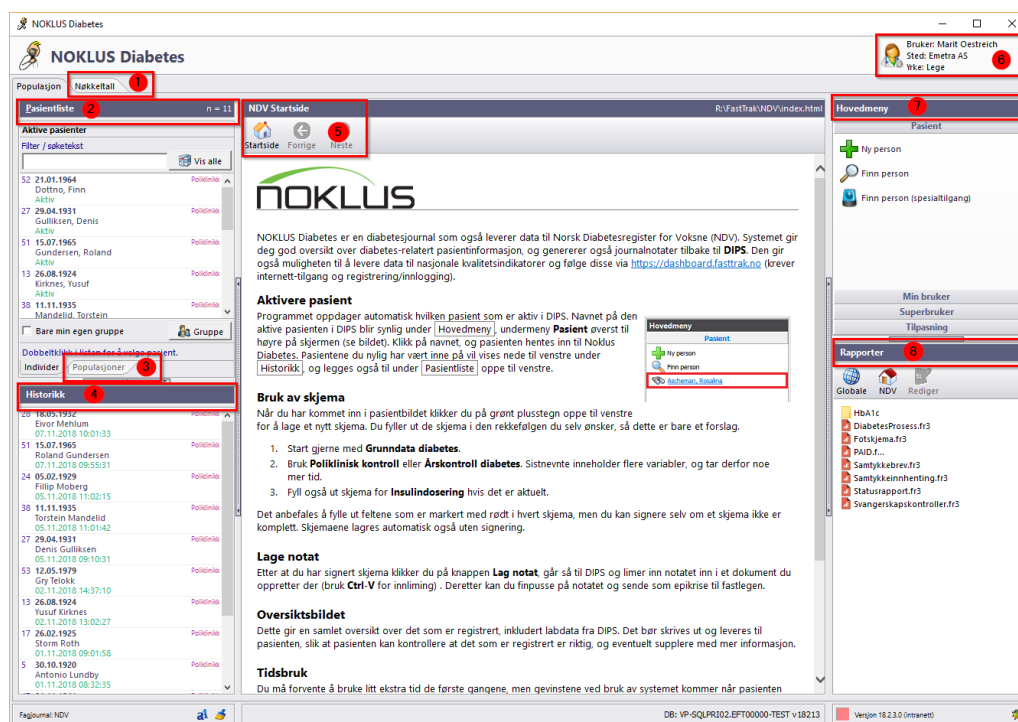 NOKLUS Diabetes
NOKLUS Diabetes
Bruker: Marit Oestreich
Sted: Emetra AS
Yrke: Lege
6
Populasjon
Nøkkeltall
1
Pasientliste
2
n = 11
Aktive pasienter
Filter / søketekst
Vis alle
52 21.01.1964 Poliklinikk
Dottno, Finn
Aktiv
27 29.04.1931 Poliklinikk
Gulliksen, Denis
Aktiv
51 15.07.1965 Poliklinikk
Gundersen, Roland
Aktiv
13 26.08.1924 Poliklinikk
Kirknes, Yusuf
Aktiv
38 11.11.1935 Poliklinikk
Mandelid, Torstein
Bare min egen gruppe
Gruppe
Dobbeltklikk i listen for å velge pasient.
Individer
Populasjoner
3
Historikk
4
28 18.05.1932 Poliklinikk
Eivor Mehlum
07.11.2018 10:01:33
51 15.07.1965 Poliklinikk
Roland Gundersen
07.11.2018 09:55:31
24 05.02.1929 Poliklinikk
Fillip Moberg
05.11.2018 11:02:15
38 11.11.1935 Poliklinikk
Torstein Mandelid
05.11.2018 11:01:42
27 29.04.1931 Poliklinikk
Denis Gulliksen
05.11.2018 09:10:31
53 12.05.1979 Poliklinikk
Gry Telokk
02.11.2018 14:37:10
13 26.08.1924 Poliklinikk
Yusuf Kirknes
02.11.2018 13:02:27
17 26.02.1925 Poliklinikk
Storm Roth
01.11.2018 09:01:58
5 30.10.1920 Poliklinikk
Antonio Lundby
01.11.2018 08:32:35
NDV Startside
R:\FastTrak\NDV\index.html
Startside
Forrige
Neste
5
NOKLUS
NOKLUS Diabetes er en diabetesjournal som også leverer data til Norsk Diabetesregister for Voksne (NDV). Systemet gir
deg god oversikt over diabetes-relatert pasientinformasjon, og genererer også journalnotater tilbake til DIPS. Den gir
også muligheten til å levere data til nasjonale kvalitetsindikatorer og følge disse via https://dashboard.fasttrak.no (krever
internett-tilgang og registrering/innlogging).
Aktivere pasient
Programmet oppdager automatisk hvilken pasient som er aktiv i DIPS. Navnet på den
aktive pasienten i DIPS blir synlig under Hovedmeny , undermeny Pasient øverst til
høyre på skjermen (se bildet). Klikk på navnet, og pasienten hentes inn til Noklus
Diabetes. Pasientene du nylig har vært inne på vil vises nede til venstre under
Historikk , og legges også til under Pasientliste oppe til venstre.
Hovedmeny
Pasient
Ny person
Finn person
Ascheman, Rosalina
Bruk av skjema
Når du har kommet inn i pasientbildet klikker du på grønt plusstegn oppe til venstre
for å lage et nytt skjema. Du fyller ut de skjema i den rekkefølgen du selv ønsker, så dette er bare et forslag.
1. Start gjerne med Grunndata diabetes.
2. Bruk Poliklinisk kontroll eller Årskontroll diabetes. Sistnevnte inneholder flere variabler, og tar derfor noe
mer tid.
3. Fyll også ut skjema for Insulindosering hvis det er aktuelt.
Det anbefales å fylle ut feltene som er markert med rødt i hvert skjema, men du kan signere selv om et skjema ikke er
komplett. Skjemaene lagres automatisk også uten signering.
Lage notat
Etter at du har signert skjema klikker du på knappen Lag notat, går så til DIPS og limer inn notatet inn i et dokument du
oppretter der (bruk Ctrl-V for innliming) . Deretter kan du finpusse på notatet og sende som epikrise til fastlegen.
Oversiktsbildet
Dette gir en samlet oversikt over det som er registrert, inkludert labdata fra DIPS. Det bør skrives ut og leveres til
pasienten, slik at pasienten kan kontrollere at det som er registrert er riktig, og eventuelt supplere med mer informasjon.
Tidsbruk
Du må forvente å bruke litt ekstra tid de første gangene, men gevinstene ved bruk av systemet kommer når pasienten
Hovedmeny
7
Pasient
Ny person
Finn person
Finn person (spesialtilgang)
Min bruker
Superbruker
Tilpasning
Rapporter
8
Globale
NDV
Rediger
HbA1c
DiabetesProsess.fr3
Fotskjema.fr3
PAID.f...
Samtykkebrev.fr3
Samtykkeinnhenting.fr3
Statusrapport.fr3
Svangerskapskontroller.fr3
Fagjournal: NDV
DB: VP-SQLPRI02.EFT00000-TEST v18213
Versjon 18.2.3.0 (intranett)